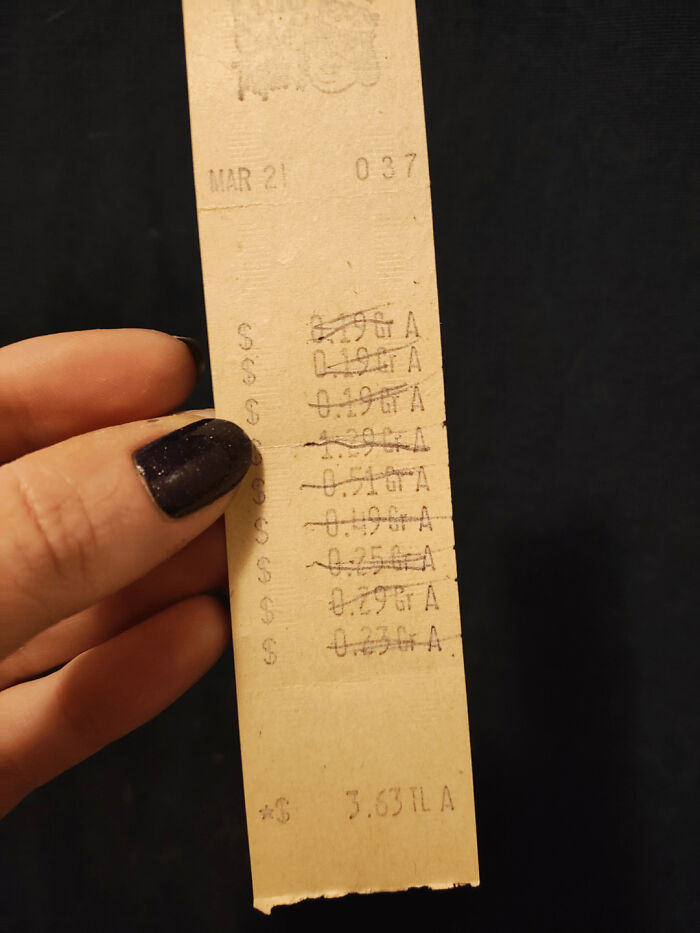 MAR 21 037
$ 0.19 Gr A
$ 0.19 Gr A
$ 0.19 Gr A
$ 1.29 Gr A
$ 0.51 Gr A
$ 0.49 Gr A
$ 0.25 Gr A
$ 0.29 Gr A
$ 0.23 Gr A
*$ 3.63 TL A